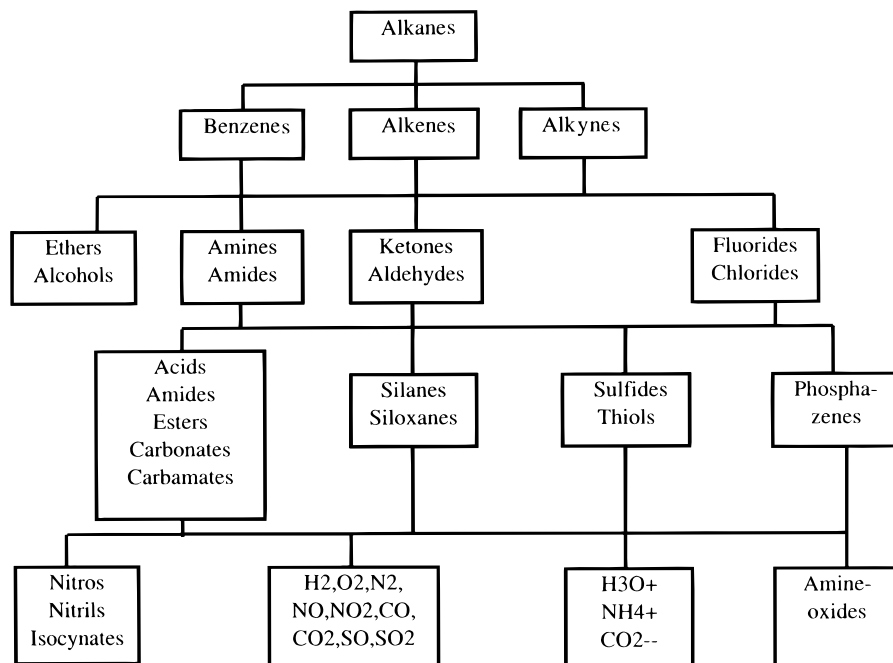 Alkanes
Benzenes
Alkenes
Alkynes
Ethers
Alcohols
Amines
Amides
Ketones
Aldehydes
Fluorides
Chlorides
Acids
Amides
Esters
Carbonates
Carbamates
Silanes
Siloxanes
Sulfides
Thiols
Phospha-
zenes
Nitros
Nitrils
Isocynates
H2,O2,N2,
NO,NO2,CO,
CO2,SO,SO2
H3O+
NH4+
CO2--
Amine-
oxides